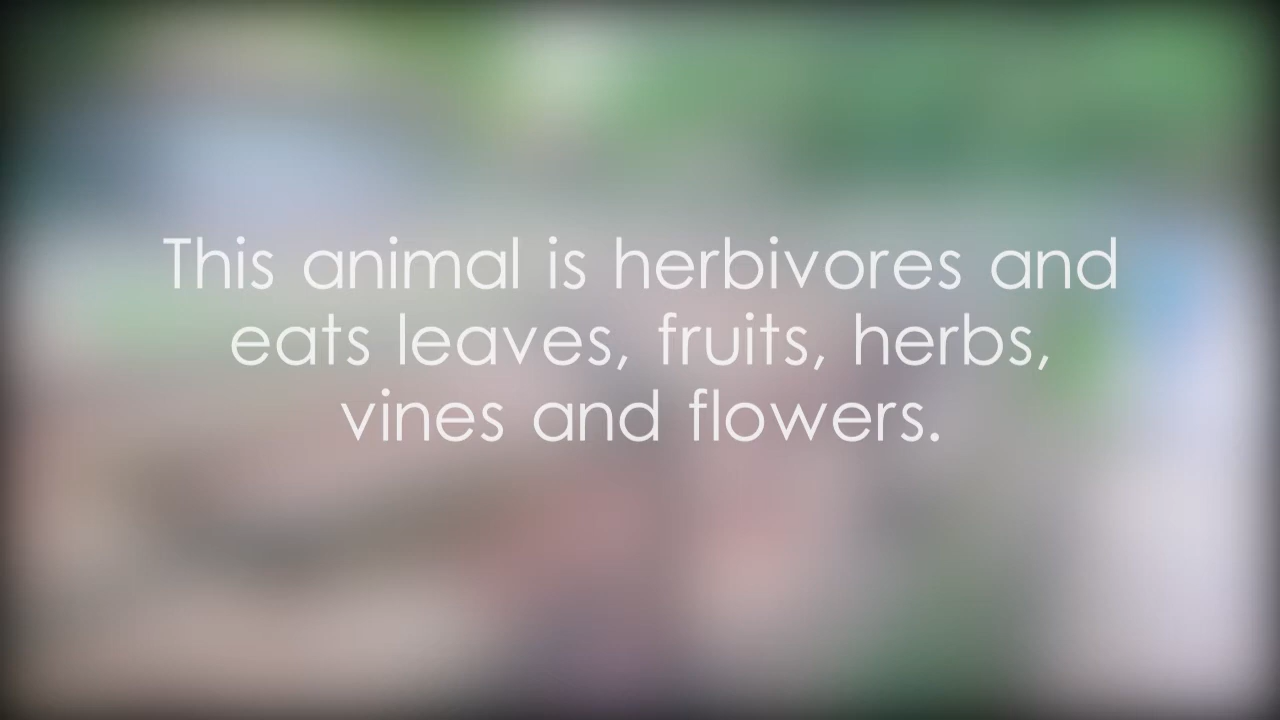 This animal is herbivores and
eats leaves, fruits, herbs,
vines and flowers.